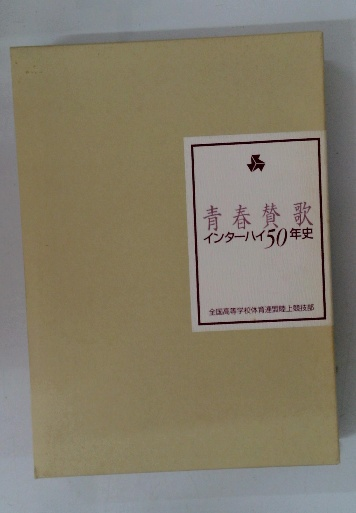 青春賛歌
インターハイ50年史
全国高等学校体育連盟陸上競技部